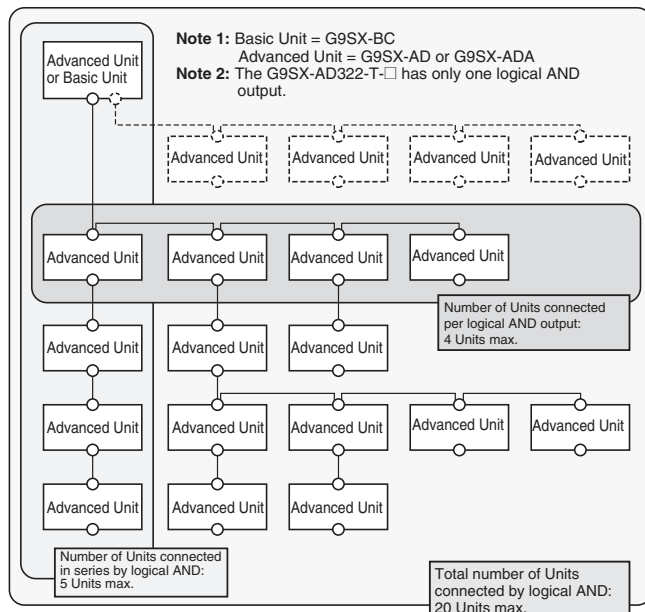 Note 1: Basic Unit = G9SX-BC
Advanced Unit = G9SX-AD or G9SX-ADA
Note 2: The G9SX-AD322-T-□ has only one logical AND
output.
Advanced Unit
or Basic Unit
Advanced Unit Advanced Unit Advanced Unit Advanced Unit
Advanced Unit Advanced Unit Advanced Unit Advanced Unit
Number of Units connected
per logical AND output:
4 Units max.
Advanced Unit Advanced Unit Advanced Unit
Advanced Unit Advanced Unit Advanced Unit Advanced Unit Advanced Unit
Advanced Unit Advanced Unit Advanced Unit
Number of Units connected
in series by logical AND:
5 Units max.
Total number of Units
connected by logical AND:
20 Units max.